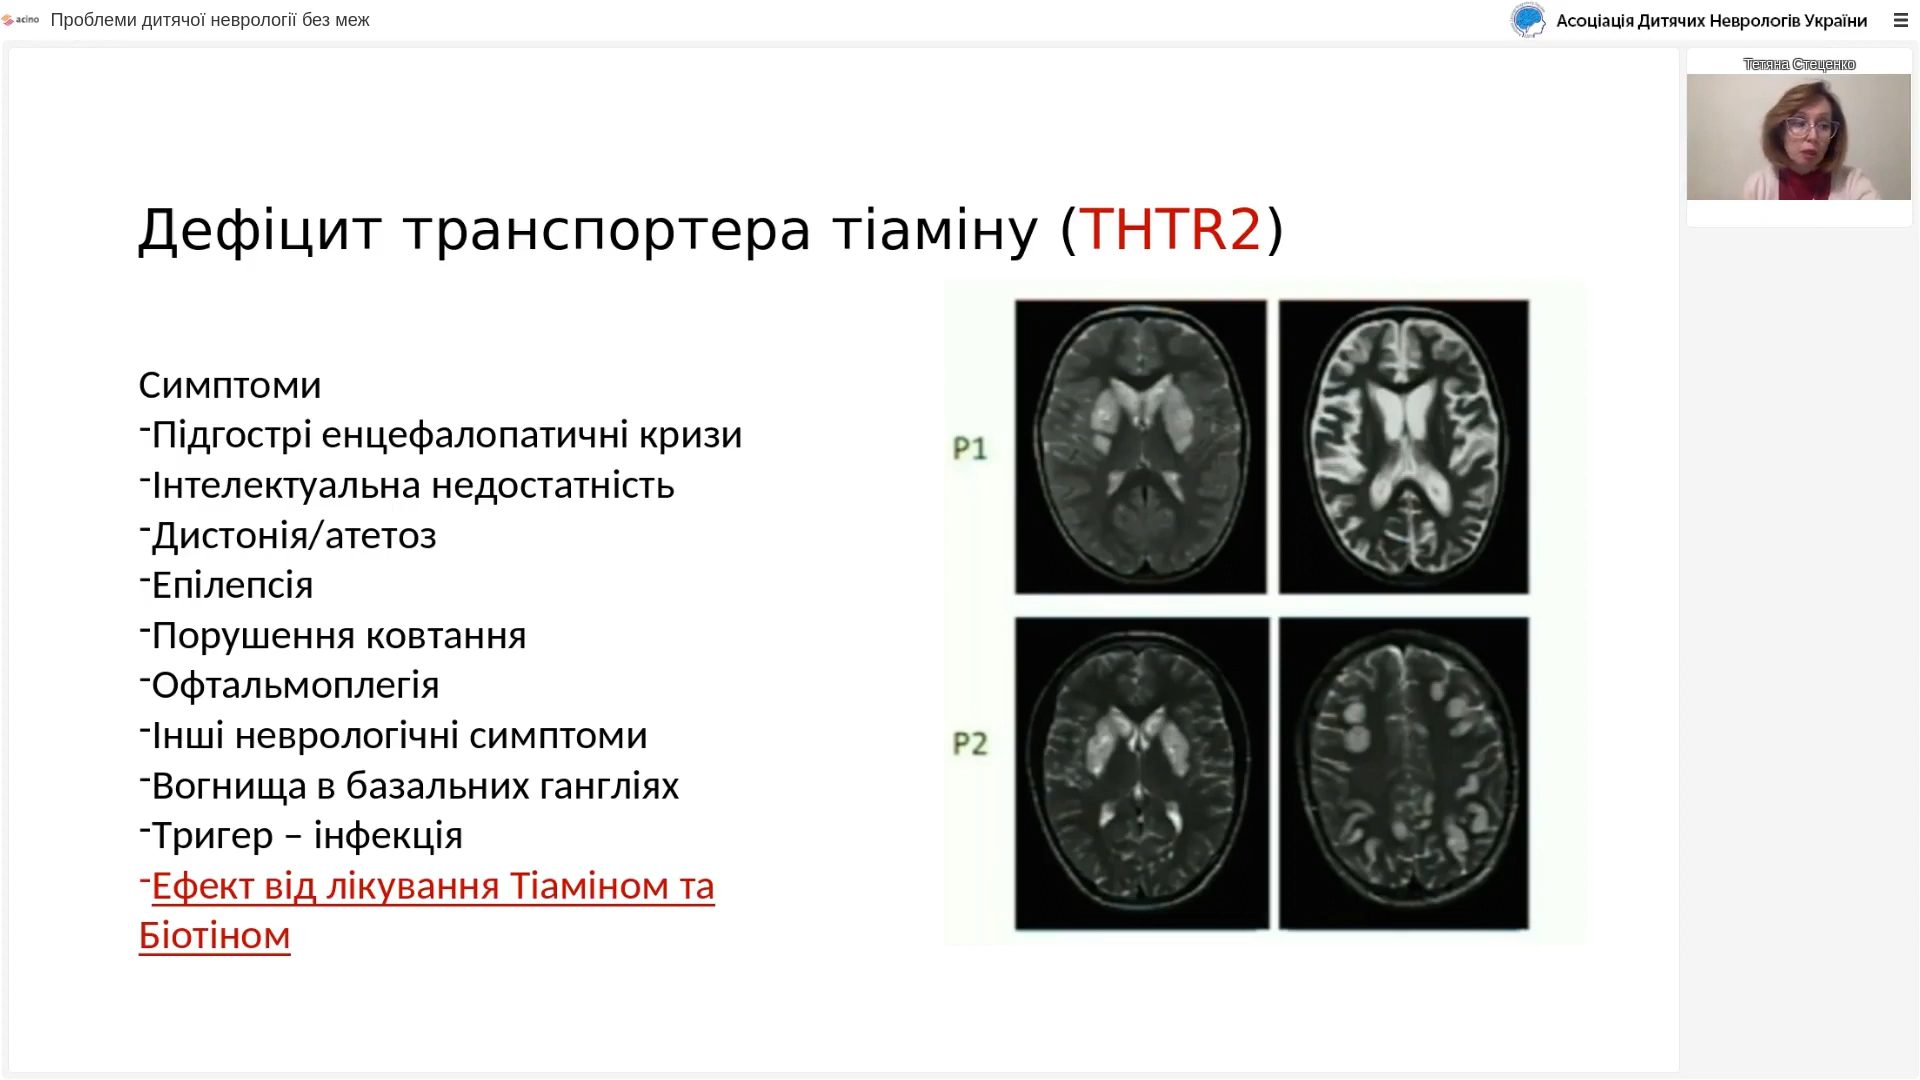 acino Проблеми дитячої неврології без меж
Асоціація Дитячих Неврологів України
Тетяна Стеценко
Дефіцит транспортера тіаміну (THTR2)
Симптоми
-Підгострі енцефалопатичні кризи
-Інтелектуальна недостатність
-Дистонія/атетоз
-Епілепсія
-Порушення ковтання
-Офтальмоплегія
-Інші неврологічні симптоми
-Вогнища в базальних гангліях
-Тригер – інфекція
-Ефект від лікування Тіаміном та
Біотіном
P1
P2